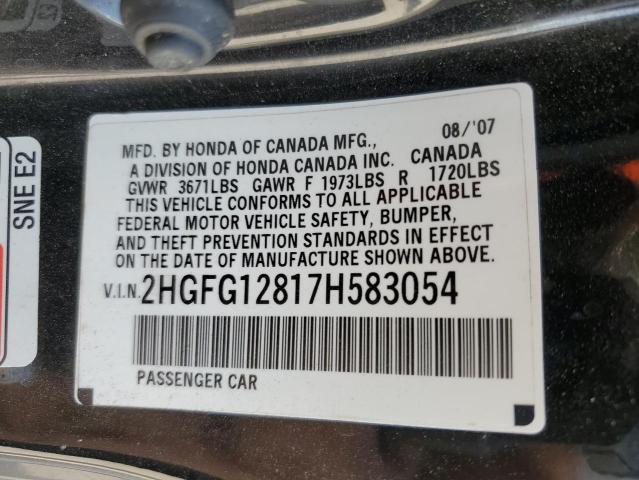 MFD. BY HONDA OF CANADA MFG., 08/'07
A DIVISION OF HONDA CANADA INC. CANADA
GVWR 3671LBS GAWR F 1973LBS R 1720LBS
THIS VEHICLE CONFORMS TO ALL APPLICABLE
FEDERAL MOTOR VEHICLE SAFETY, BUMPER,
AND THEFT PREVENTION STANDARDS IN EFFECT
ON THE DATE OF MANUFACTURE SHOWN ABOVE.
V.I.N. 2HGFG12817H583054
PASSENGER CAR
SNE E2